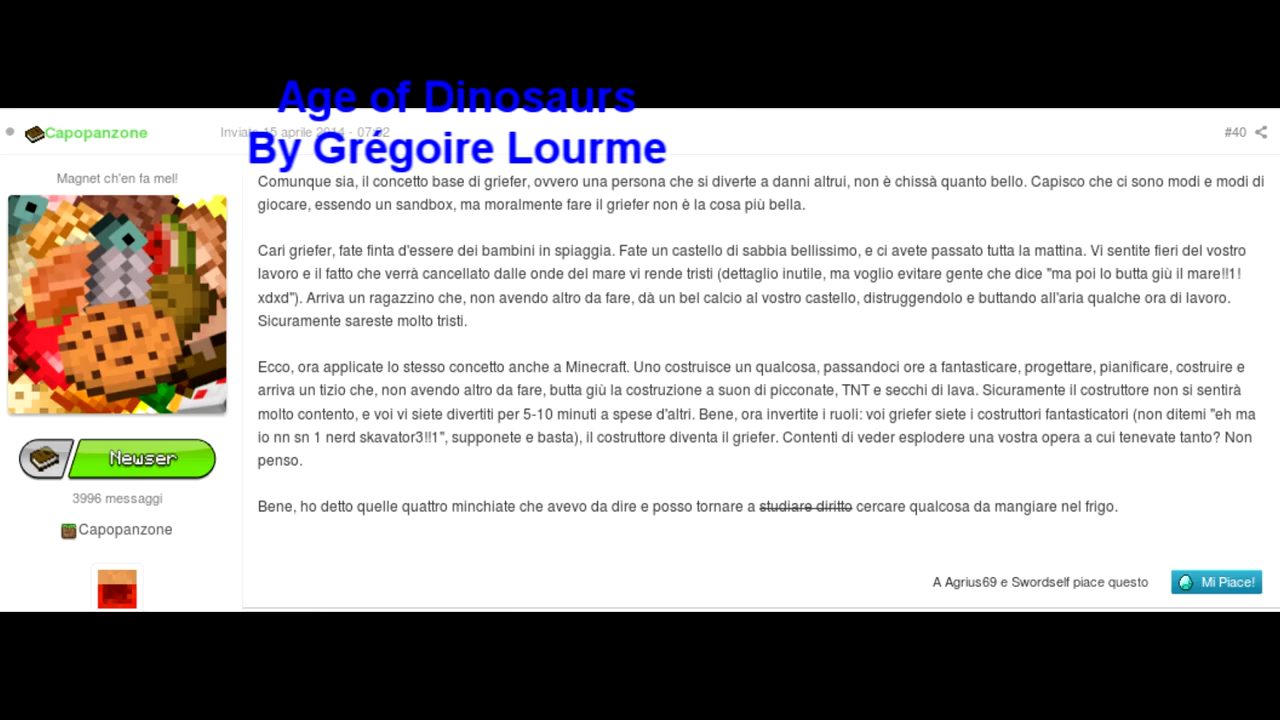 Age of Dinosaurs
By Grégoire Lourme
Capopanzone
Inviato 15 aprile 2014 -
#40
Magnet ch'en fa mel!
Comunque sia, il concetto base di griefer, ovvero una persona che si diverte a danni altrui, non è chissà quanto bello. Capisco che ci sono modi e modi di
giocare, essendo un sandbox, ma moralmente fare il griefer non è la cosa più bella.
Cari griefer, fate finta d'essere dei bambini in spiaggia. Fate un castello di sabbia bellissimo, e ci avete passato tutta la mattina. Vi sentite fieri del vostro
lavoro e il fatto che verrà cancellato dalle onde del mare vi rende tristi (dettaglio inutile, ma voglio evitare gente che dice "ma poi lo butta giù il mare!!1!
xdxd"). Arriva un ragazzino che, non avendo altro da fare, dà un bel calcio al vostro castello, distruggendolo e buttando all'aria qualche ora di lavoro.
Sicuramente sareste molto tristi.
Ecco, ora applicate lo stesso concetto anche a Minecraft. Uno costruisce un qualcosa, passandoci ore a fantasticare, progettare, pianificare, costruire e
arriva un tizio che, non avendo altro da fare, butta giù la costruzione a suon di picconate, TNT e secchi di lava. Sicuramente il costruttore non si sentirà
molto contento, e voi vi siete divertiti per 5-10 minuti a spese d'altri. Bene, ora invertite i ruoli: voi griefer siete i costruttori fantasticatori (non ditemi "eh ma
io nn sn 1 nerd skavator3!!1", supponete e basta), il costruttore diventa il griefer. Contenti di veder esplodere una vostra opera a cui tenevate tanto? Non
penso.
Bene, ho detto quelle quattro minchiate che avevo da dire e posso tornare a studiare diritto cercare qualcosa da mangiare nel frigo.
Newser
3996 messaggi
Capopanzone
A Agrius69 e Swordself piace questo
Mi Piace!